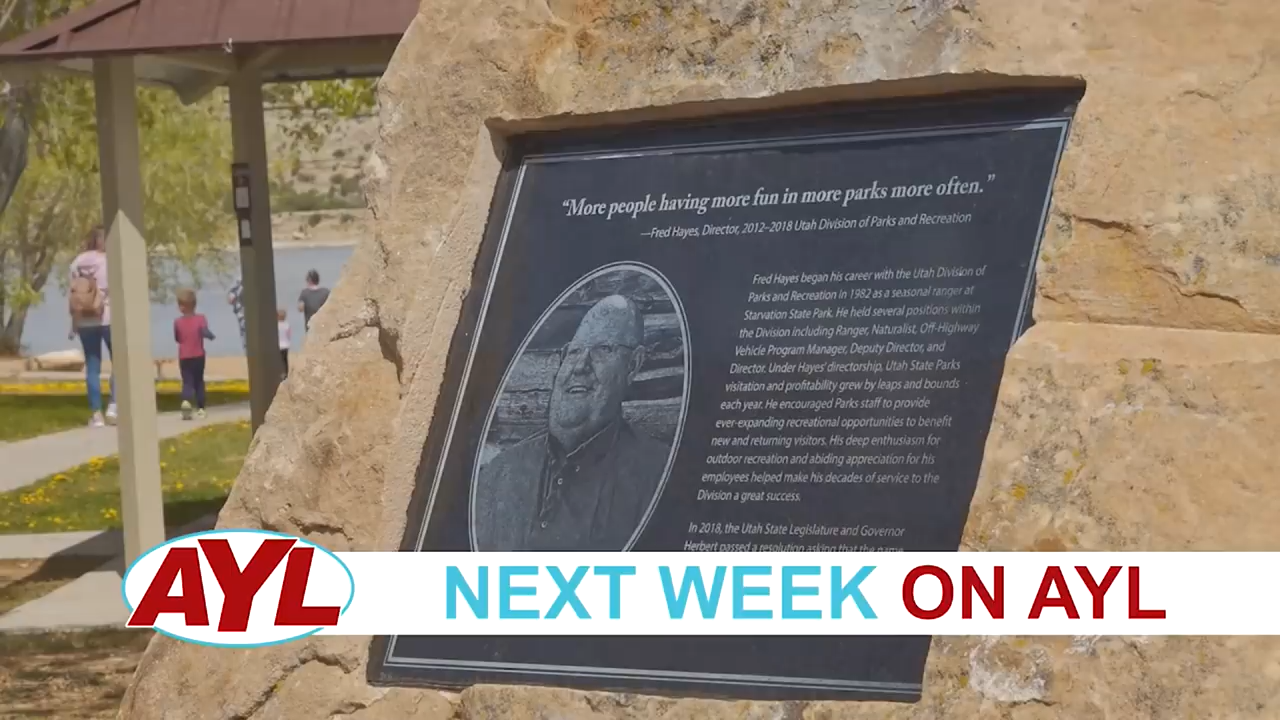 “More people having more fun in more parks more often.”
—Fred Hayes, Director, 2012–2018 Utah Division of Parks and Recreation
Fred Hayes began his career with the Utah Division of
Parks and Recreation in 1982 as a seasonal ranger at
Starvation State Park. He held several positions within
the Division including Ranger, Naturalist, Off-Highway
Vehicle Program Manager, Deputy Director, and
Director. Under Hayes’ directorship, Utah State Parks
visitation and profitability grew by leaps and bounds
each year. He encouraged Parks staff to provide
ever-expanding recreational opportunities to benefit
new and returning visitors. His deep enthusiasm for
outdoor recreation and abiding appreciation for his
employees helped make his decades of service to the
Division a great success.
In 2018, the Utah State Legislature and Governor
Herbert passed a resolution asking that the name
AYL NEXT WEEK ON AYL